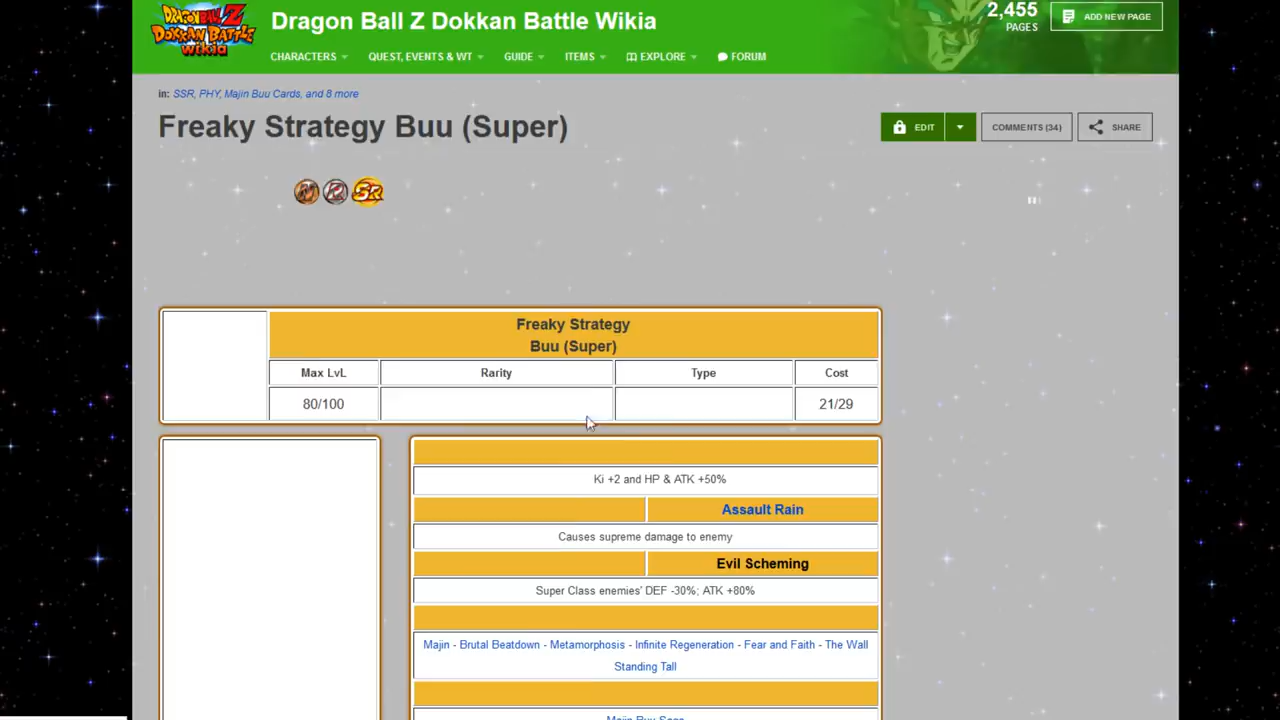 DRAGON BALL Z
DOKKAN BATTLE
wikia
Dragon Ball Z Dokkan Battle Wikia
2,455
PAGES
ADD NEW PAGE
CHARACTERS
QUEST, EVENTS & WT
GUIDE
ITEMS
EXPLORE
FORUM
in: SSR, PHY, Majin Buu Cards, and 8 more
Freaky Strategy Buu (Super)
EDIT
COMMENTS (34)
SHARE
N R SR
Freaky Strategy
Buu (Super)
Max LvL Rarity Type Cost
80/100 21/29
Ki +2 and HP & ATK +50%
Assault Rain
Causes supreme damage to enemy
Evil Scheming
Super Class enemies' DEF -30%; ATK +80%
Majin - Brutal Beatdown - Metamorphosis - Infinite Regeneration - Fear and Faith - The Wall
Standing Tall
Majin Buu Saga